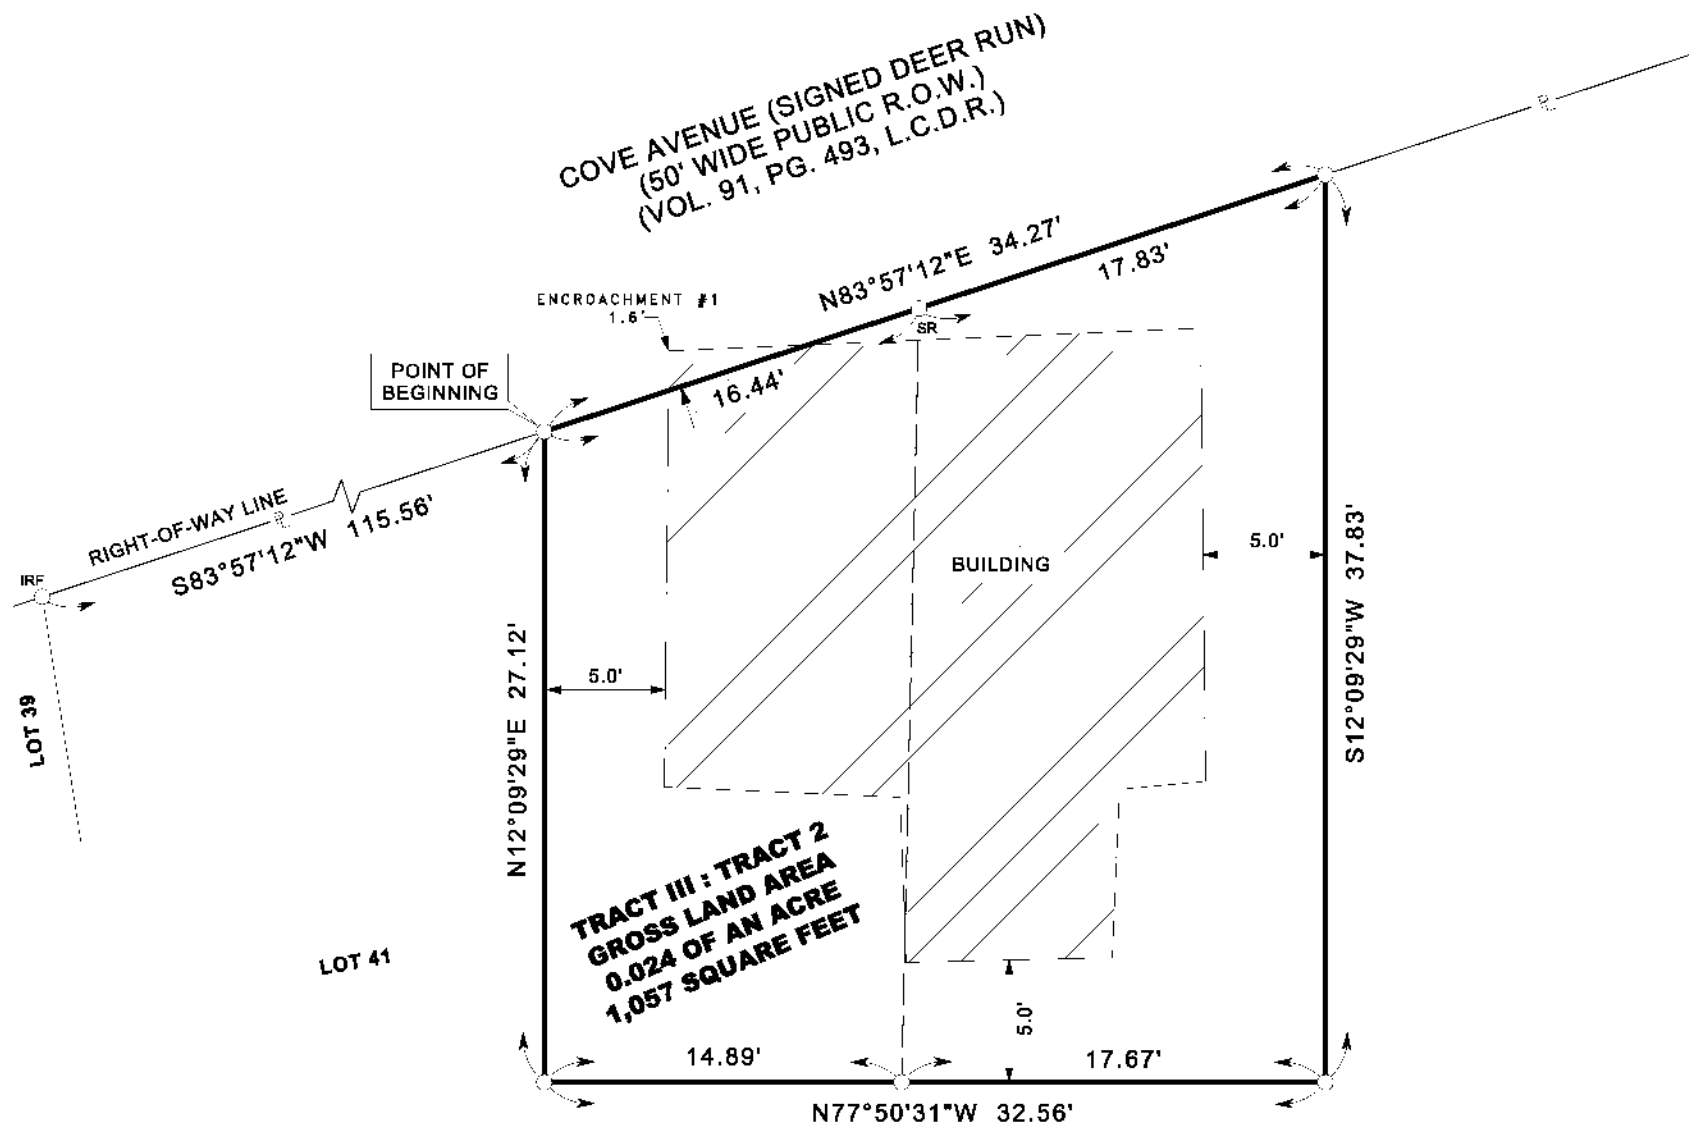 COVE AVENUE (SIGNED DEER RUN)
(50' WIDE PUBLIC R.O.W.)
(VOL. 91, PG. 493, L.C.D.R.)
N83°57'12"E 34.27'
17.83'
ENCROACHMENT #1
1.6'
SR
POINT OF
BEGINNING
16.44'
RIGHT-OF-WAY LINE
S83°57'12"W 115.56'
IRF
LOT 39
BUILDING
5.0'
5.0'
N12°09'29"E 27.12'
S12°09'29"W 37.83'
TRACT III : TRACT 2
GROSS LAND AREA
0.024 OF AN ACRE
1,057 SQUARE FEET
LOT 41
5.0'
14.89'
17.67'
N77°50'31"W 32.56'